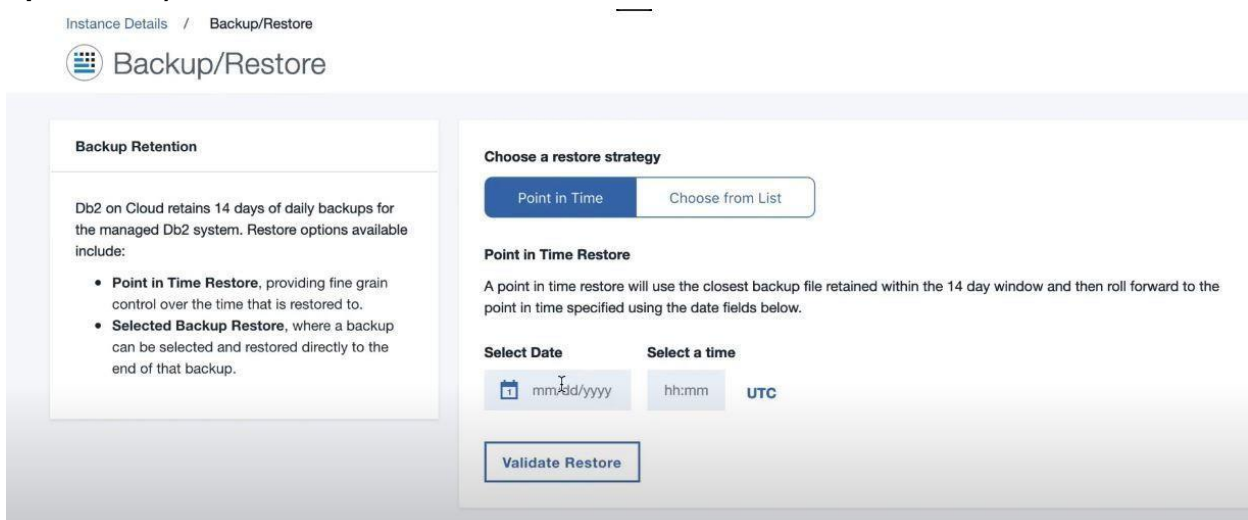 Instance Details / Backup/Restore
Backup/Restore
Backup Retention
Db2 on Cloud retains 14 days of daily backups for
the managed Db2 system. Restore options available
include:
• Point in Time Restore, providing fine grain
control over the time that is restored to.
• Selected Backup Restore, where a backup
can be selected and restored directly to the
end of that backup.
Choose a restore strategy
Point in Time Choose from List
Point in Time Restore
A point in time restore will use the closest backup file retained within the 14 day window and then roll forward to the
point in time specified using the date fields below.
Select Date Select a time
1 mm/dd/yyyy hh:mm UTC
Validate Restore